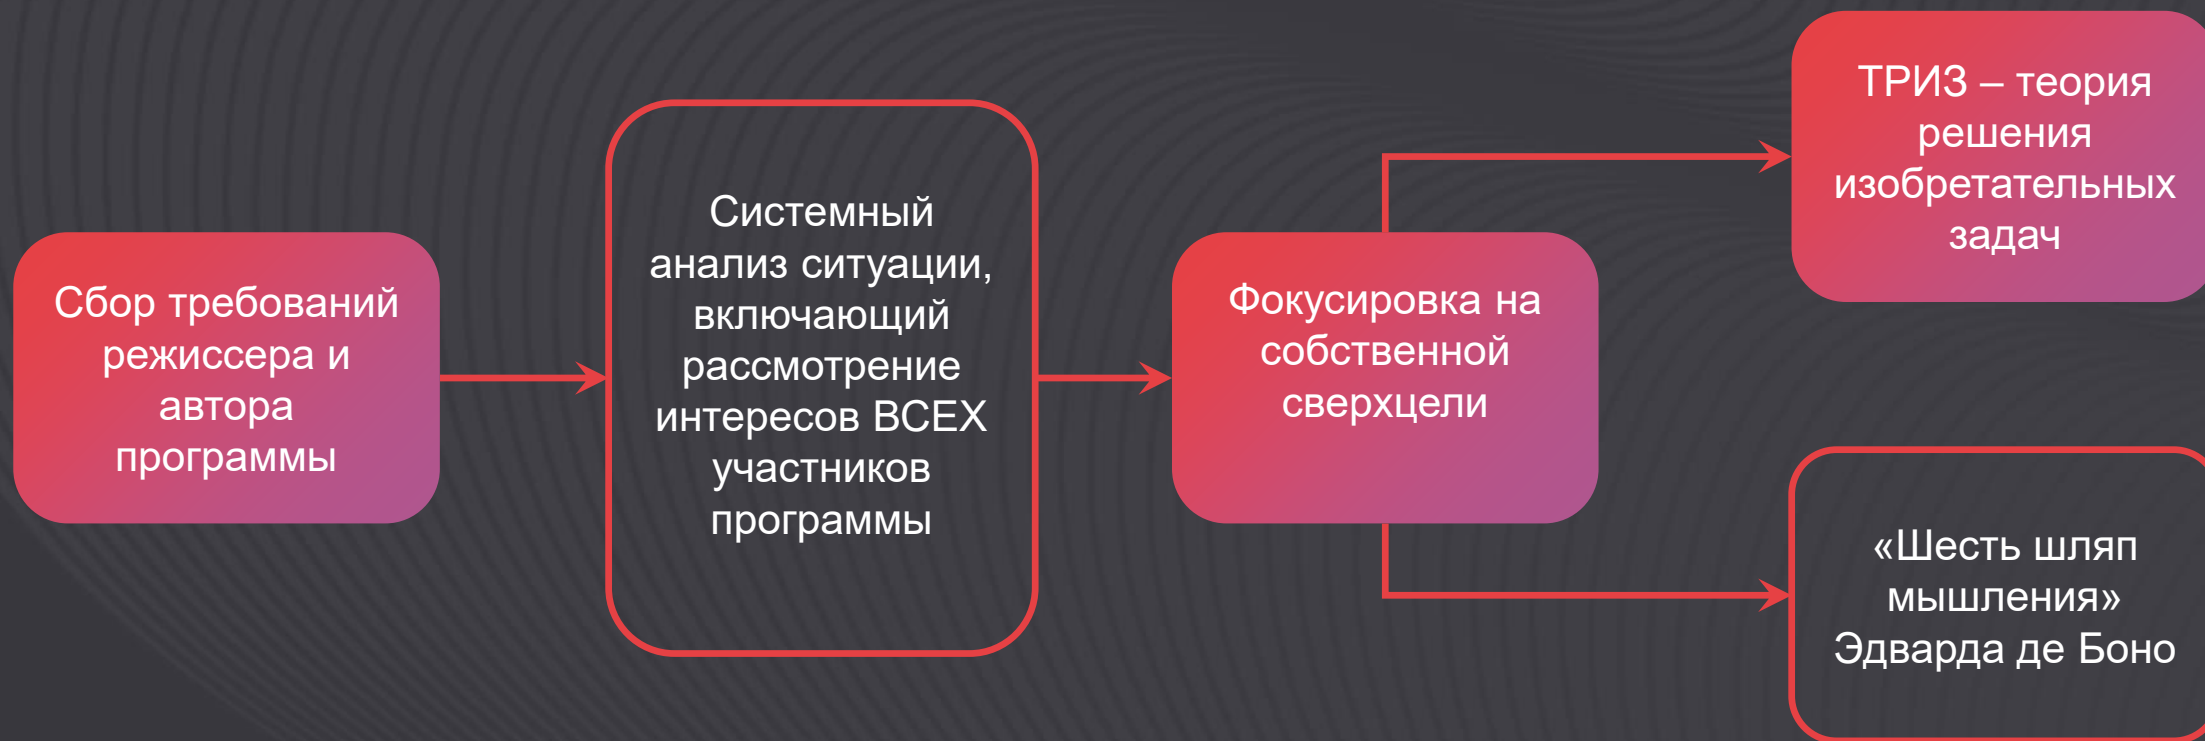 Сбор требований
режиссера и
автора
программы
Системный
анализ ситуации,
включающий
рассмотрение
интересов ВСЕХ
участников
программы
Фокусировка на
собственной
сверхцели
ТРИЗ – теория
решения
изобретательных
задач
«Шесть шляп
мышления»
Эдварда де Боно